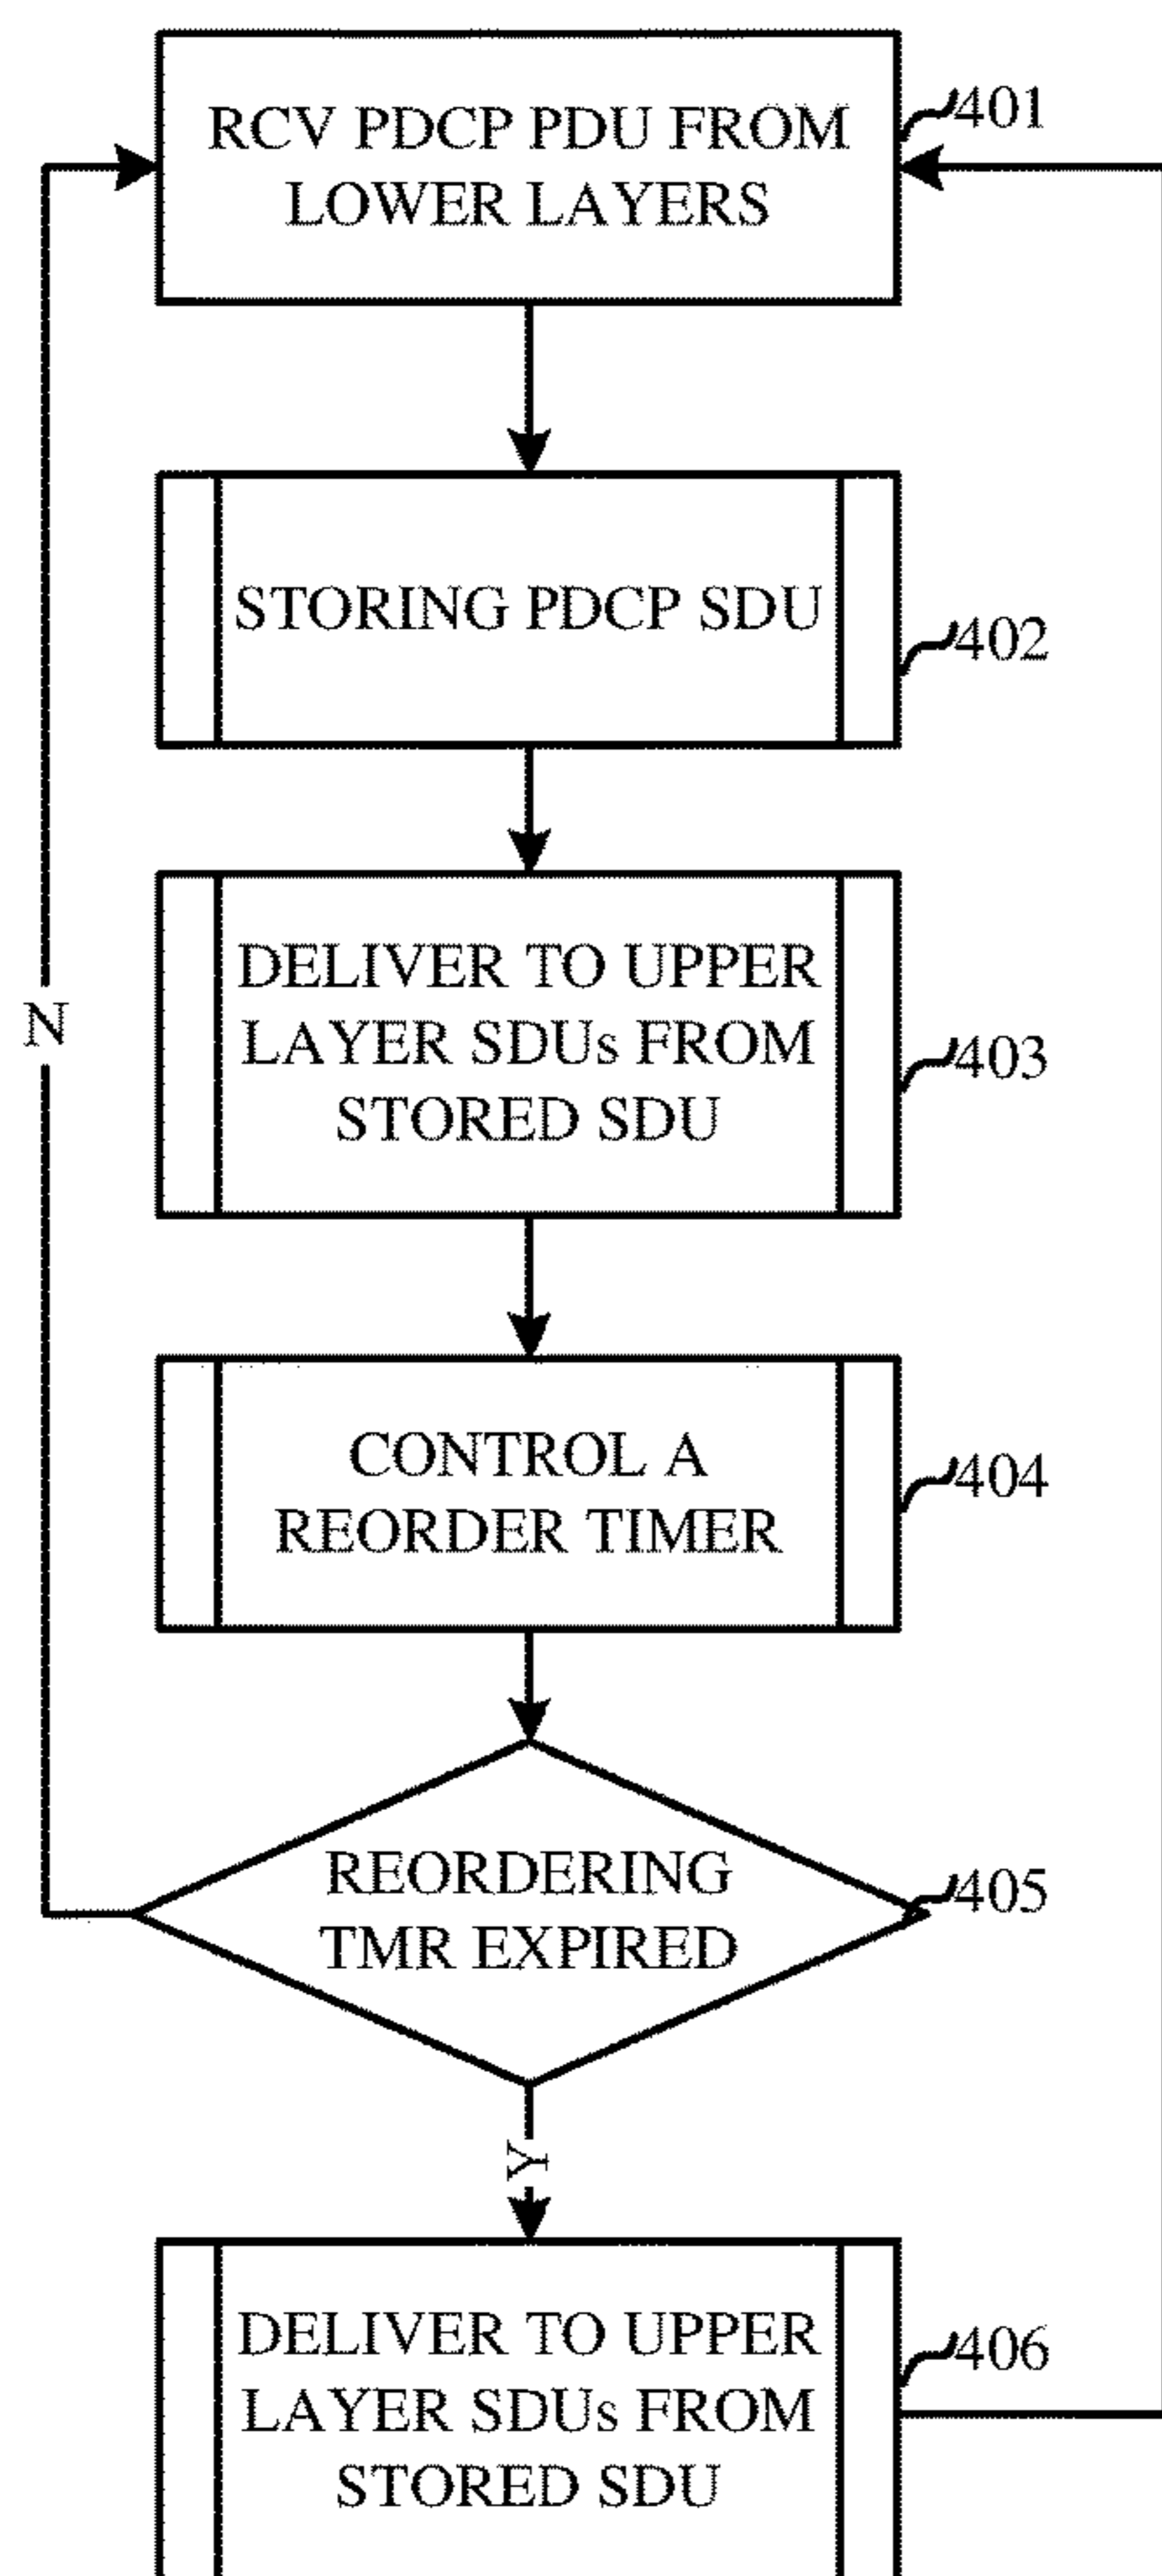 RCV PDCP PDU FROM
LOWER LAYERS
401
STORING PDCP SDU
402
DELIVER TO UPPER
LAYER SDUs FROM
STORED SDU
403
N
CONTROL A
REORDER TIMER
404
REORDERING
TMR EXPIRED
405
Y
DELIVER TO UPPER
LAYER SDUs FROM
STORED SDU
406